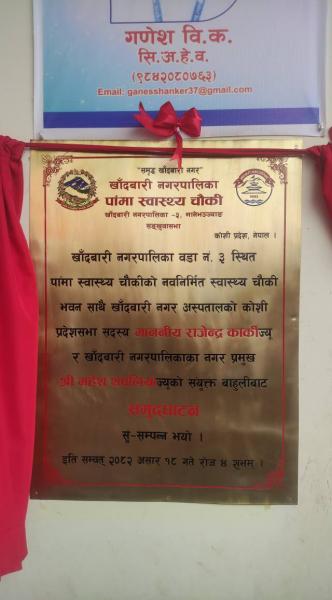 गणेश वि.क.
सि.अ.हे.व.
(९८४२०८०७६३)
Email: ganesshanker37@gmail.com
"समृद्ध खाँदबारी नगर"
खाँदबारी नगरपालिका
पांमा स्वास्थ्य चौकी
खाँदबारी नगरपालिका -३, मानेभञ्ज्याङ
सङ्खुवासभा
कोशी प्रदेश, नेपाल ।
खाँदबारी नगरपालिका वडा नं. ३ स्थित
पांमा स्वास्थ्य चौकीको नवनिर्मित स्वास्थ्य चौकी
भवन साथै खाँदबारी नगर अस्पतालको कोशी
प्रदेशसभा सदस्य माननीय राजेन्द्र कार्कीज्यु
र खाँदबारी नगरपालिकाका नगर प्रमुख
श्री महेश ज्यूको संयुक्त बाहुलीबाट
समुद्घाटन
सु-सम्पन्न भयो ।
इति सम्वत् २०८२ असार १८ गते रोज ४ शुभम् ।